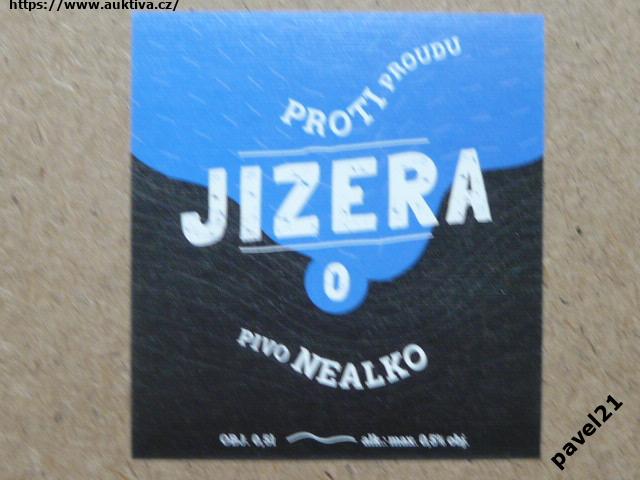 https://www.auktiva.cz/
PROTI PROUDU
JIZERA
0
PIVO NEALKO
OBJ. 0,5l alk.: max. 0,5% obj.
pavel21